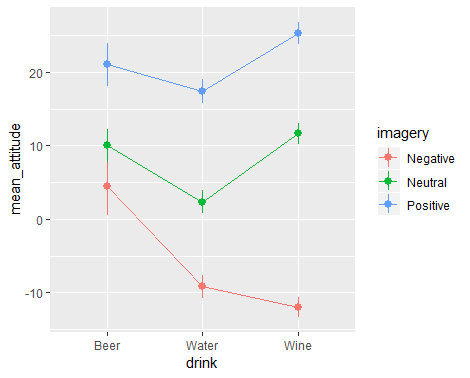 mean_attitude
20
10
0
-10
Beer
Water
Wine
drink
imagery
Negative
Neutral
Positive